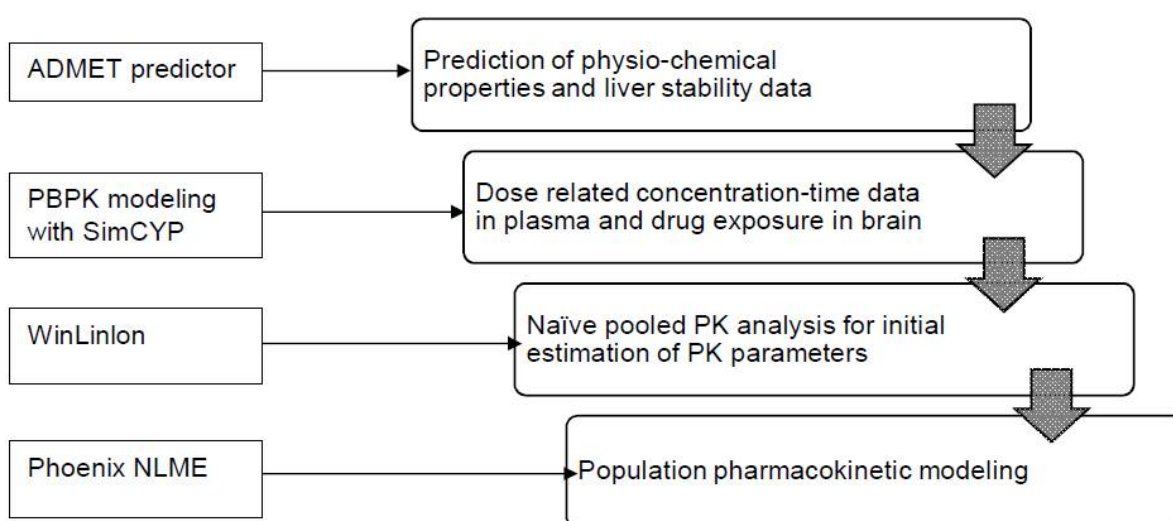 ADMET predictor
Prediction of physio-chemical
properties and liver stability data
PBPK modeling
with SimCYP
Dose related concentration-time data
in plasma and drug exposure in brain
WinLinlon
Naïve pooled PK analysis for initial
estimation of PK parameters
Phoenix NLME
Population pharmacokinetic modeling